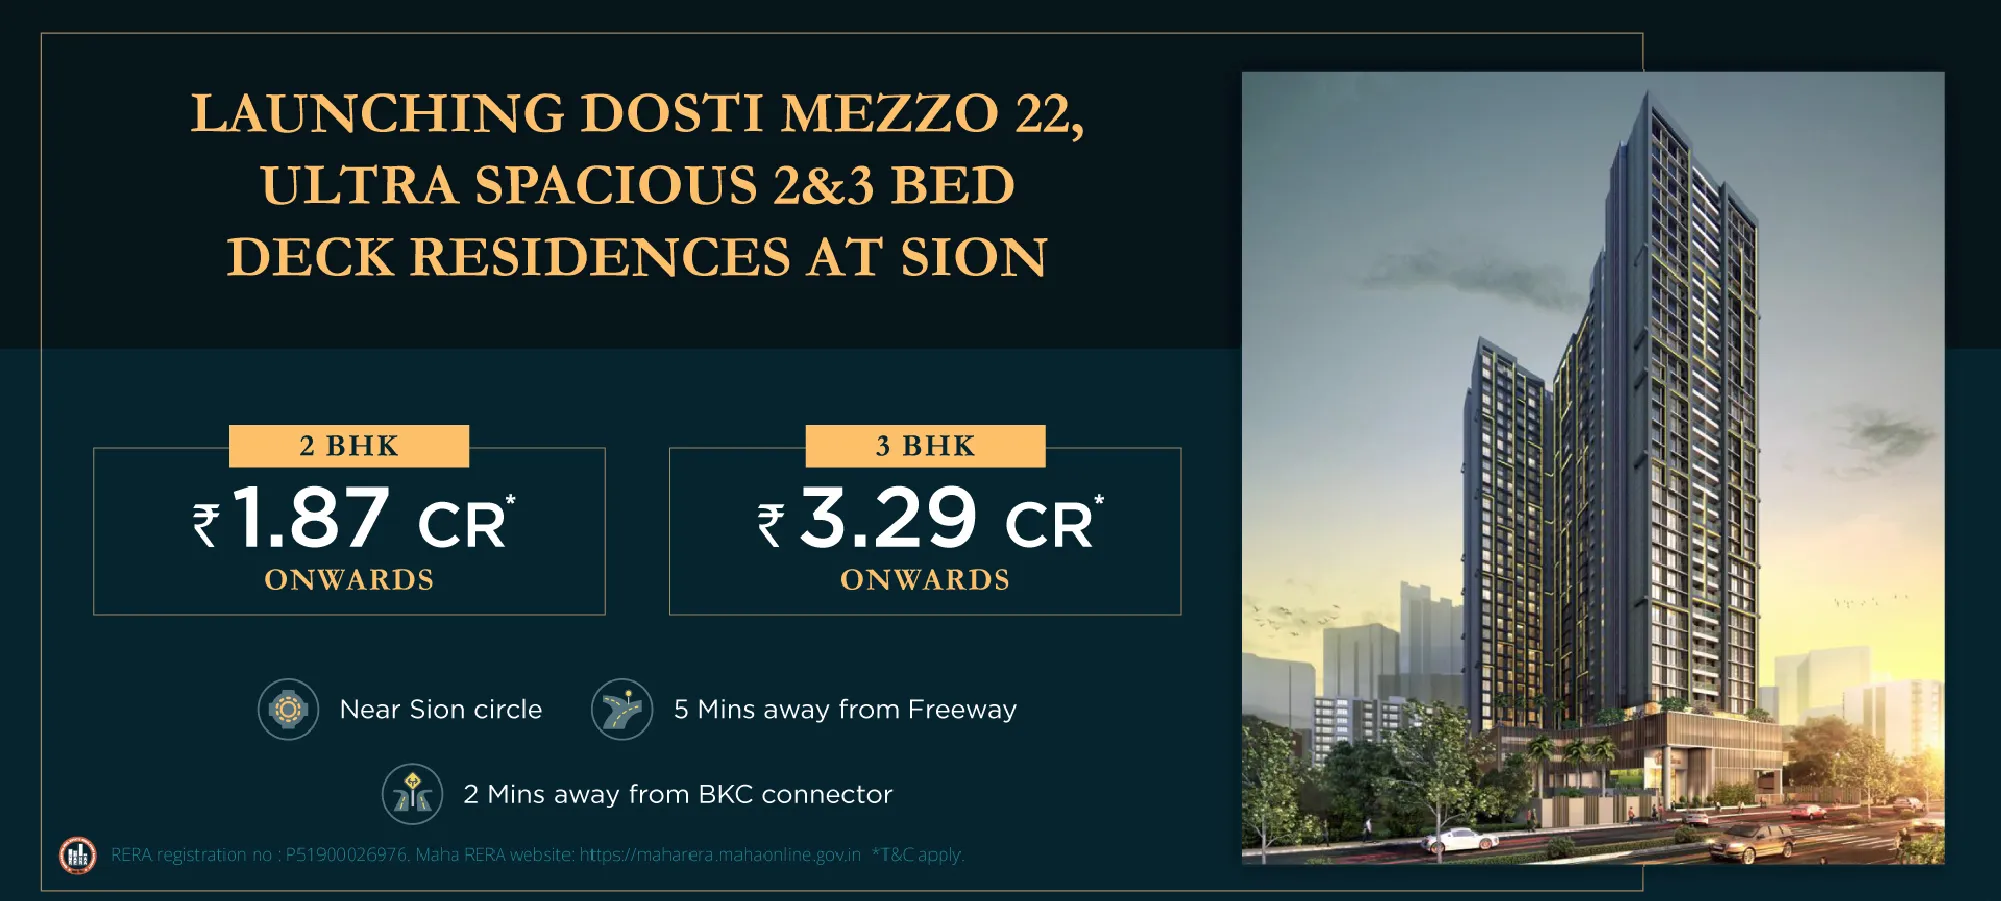 LAUNCHING DOSTI MEZZO 22,
ULTRA SPACIOUS 2&3 BED
DECK RESIDENCES AT SION
2 BHK
₹ 1.87 CR*
ONWARDS
3 BHK
₹ 3.29 CR*
ONWARDS
Near Sion circle
5 Mins away from Freeway
2 Mins away from BKC connector
RERA registration no : P51900026976. Maha RERA website: https://maharera.mahaonline.gov.in *T&C apply.